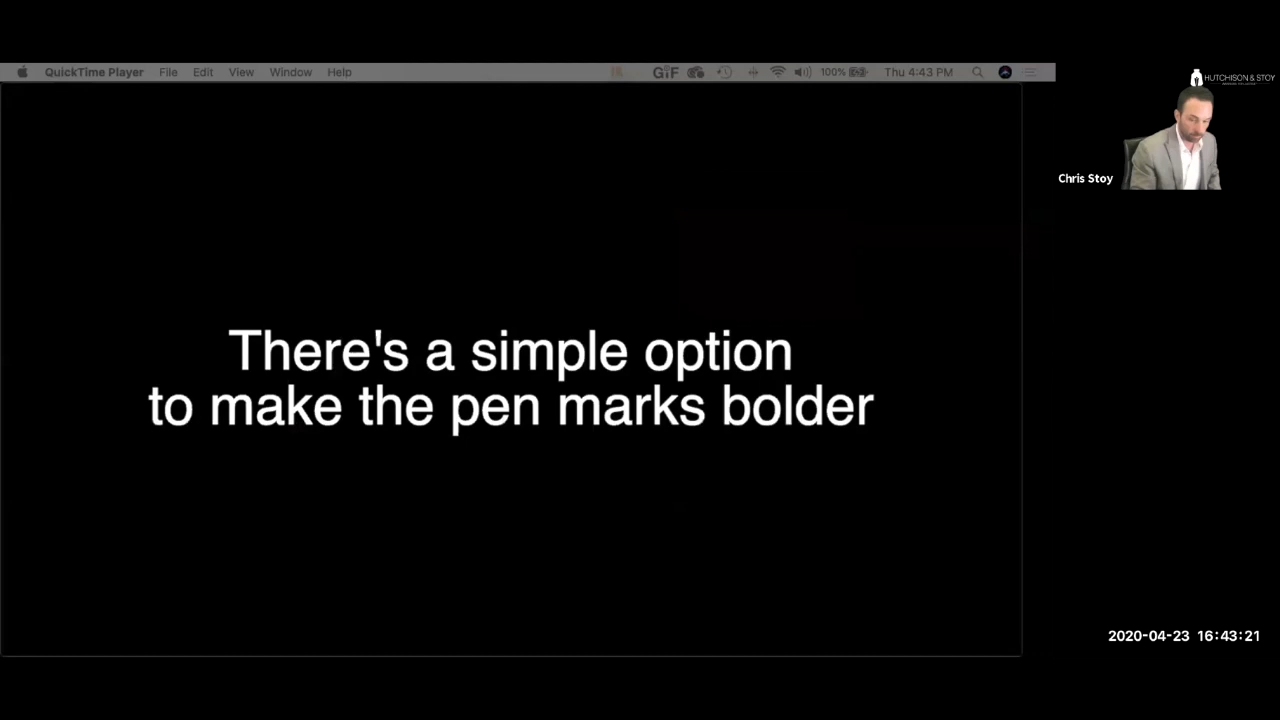 QuickTime Player File Edit View Window Help GIF 100% Thu 4:43 PM
HUTCHISON & STOY
Chris Stoy
There's a simple option
to make the pen marks bolder
2020-04-23 16:43:21